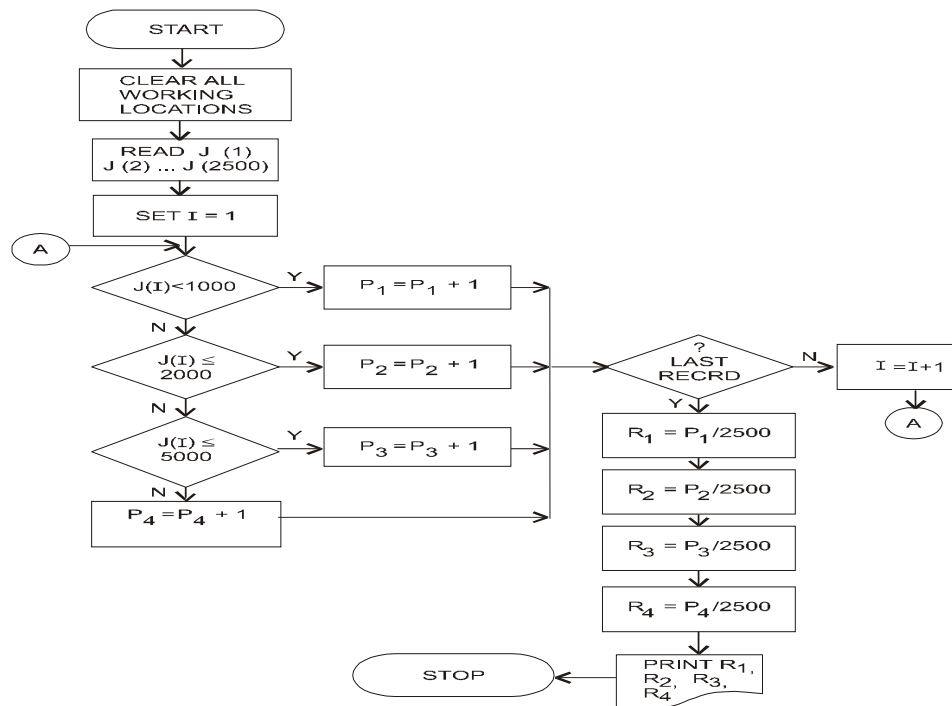 START
CLEAR ALL
WORKING
LOCATIONS
READ J (1)
J (2) ... J (2500)
SET I = 1
A
J(I)<1000
Y
P1 = P1 + 1
N
J(I) ≤
2000
Y
P2 = P2 + 1
N
J(I) ≤
5000
Y
P3 = P3 + 1
N
P4 = P4 + 1
?
LAST
RECRD
N
I = I+1
A
Y
R1 = P1/2500
R2 = P2/2500
R3 = P3/2500
R4 = P4/2500
PRINT R1,
R2, R3,
R4
STOP